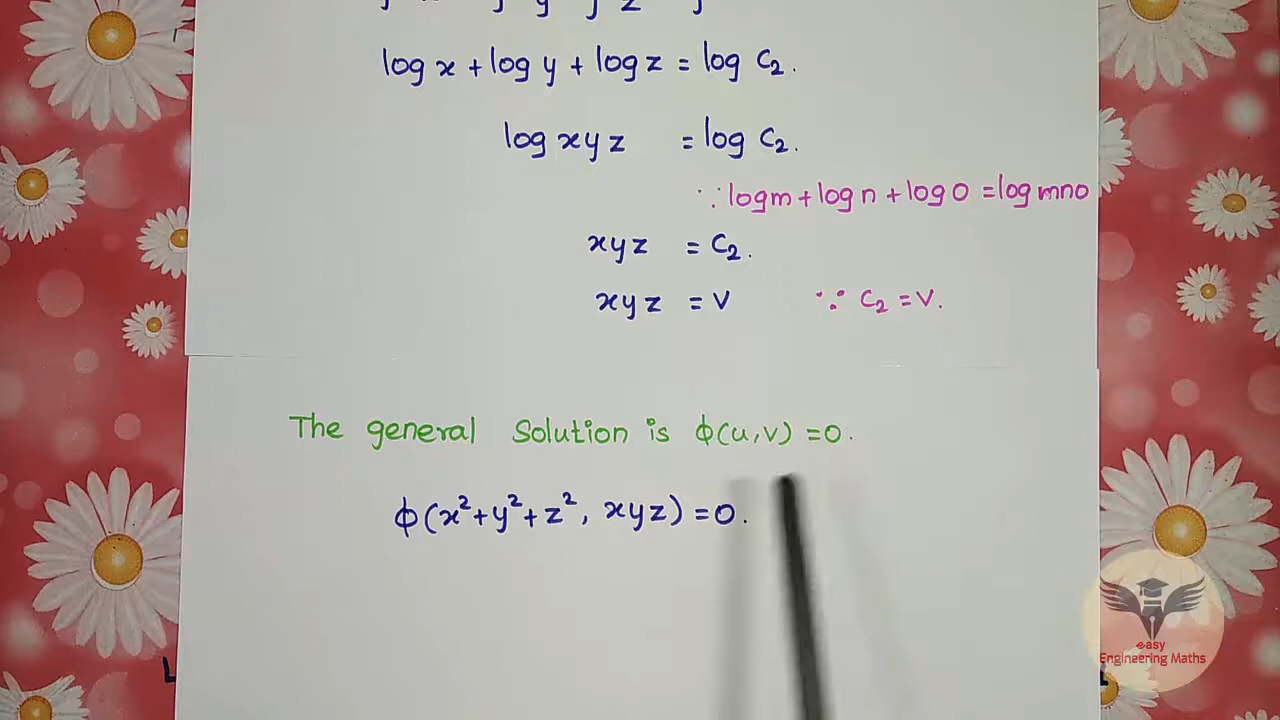 log x + log y + log z = log C₂.
log xyz = log C₂.
∵ log m + log n + log o = log mno
xyz = C₂.
xyz = v ∵ C₂ = v.
The general Solution is ϕ(u,v) = 0.
ϕ(x²+y²+z², xyz) = 0.
easy
Engineering Maths